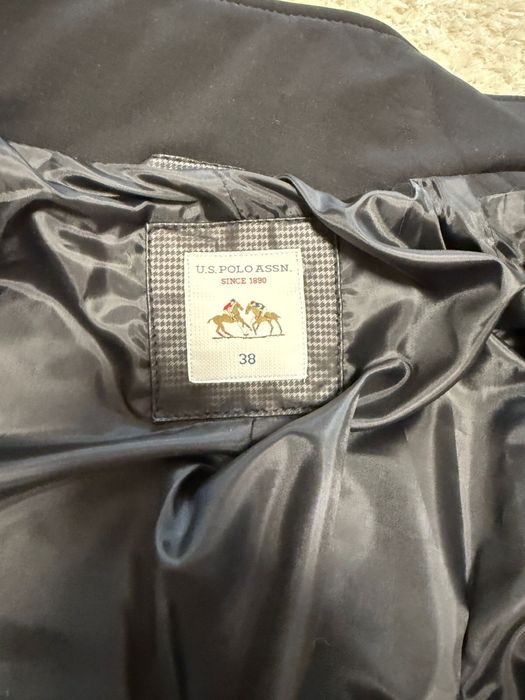 U.S. POLO ASSN.
SINCE 1890
38